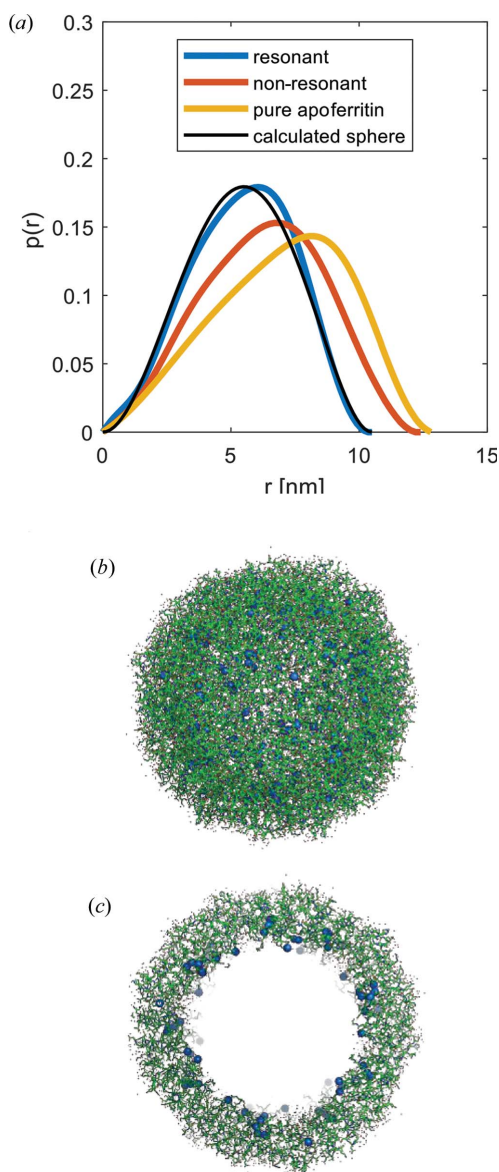 (a)
0.3
0.25
0.2
0.15
0.1
0.05
0
p(r)
resonant
non-resonant
pure apoferritin
calculated sphere
0 5 10 15
r [nm]
(b)
(c)